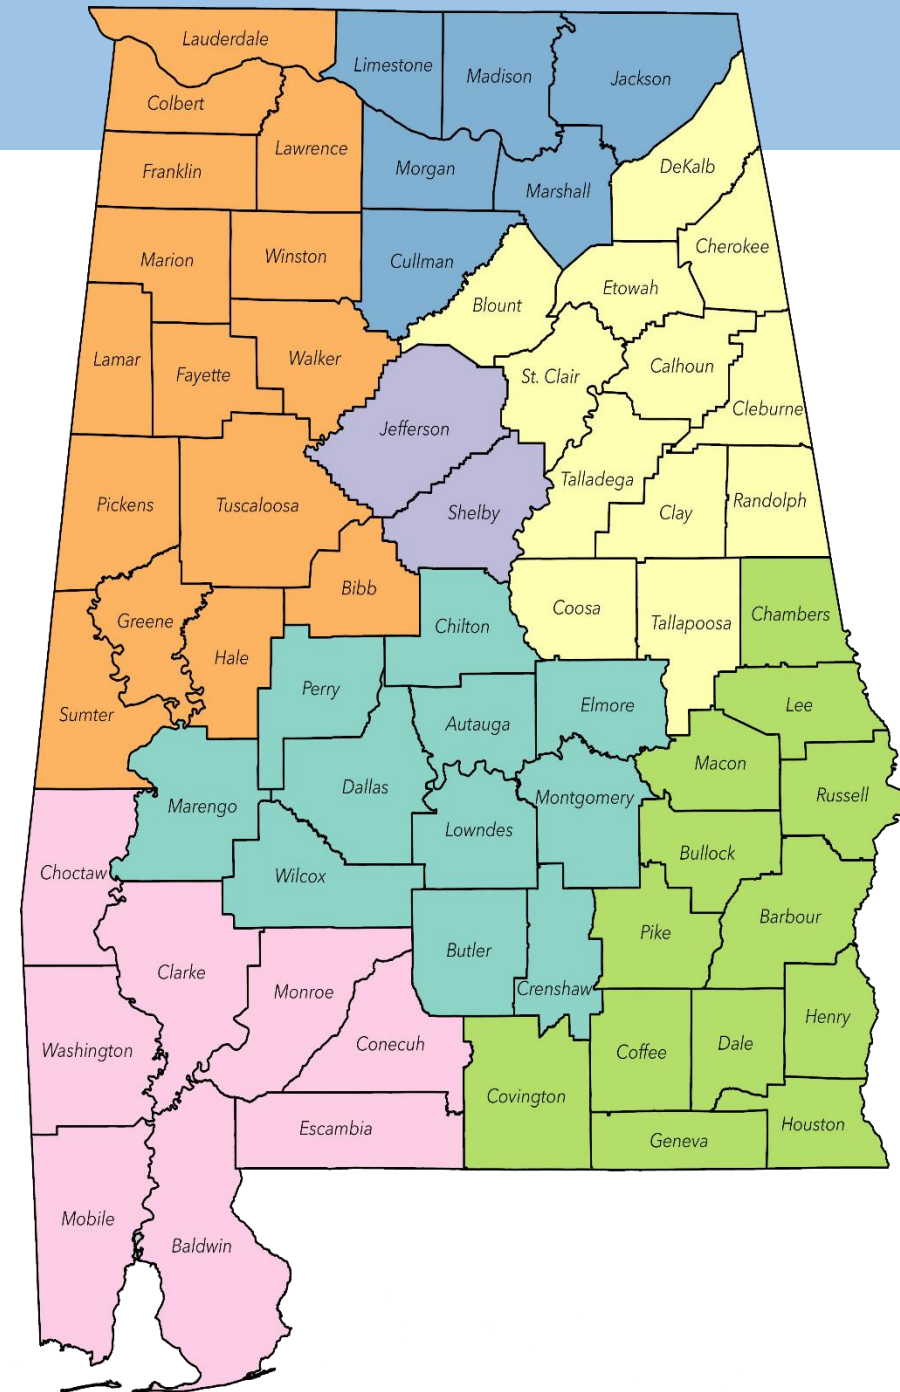 Lauderdale
Limestone
Madison
Jackson
Colbert
Lawrence
Franklin
Morgan
Marshall
DeKalb
Marion
Winston
Cullman
Cherokee
Blount
Etowah
Lamar
Fayette
Walker
St. Clair
Calhoun
Cleburne
Jefferson
Pickens
Tuscaloosa
Shelby
Talladega
Clay
Randolph
Bibb
Greene
Hale
Chilton
Coosa
Tallapoosa
Chambers
Sumter
Perry
Autauga
Elmore
Lee
Macon
Marengo
Dallas
Montgomery
Russell
Lowndes
Bullock
Choctaw
Wilcox
Barbour
Clarke
Butler
Pike
Monroe
Crenshaw
Henry
Washington
Conecuh
Coffee
Dale
Covington
Escambia
Geneva
Houston
Mobile
Baldwin